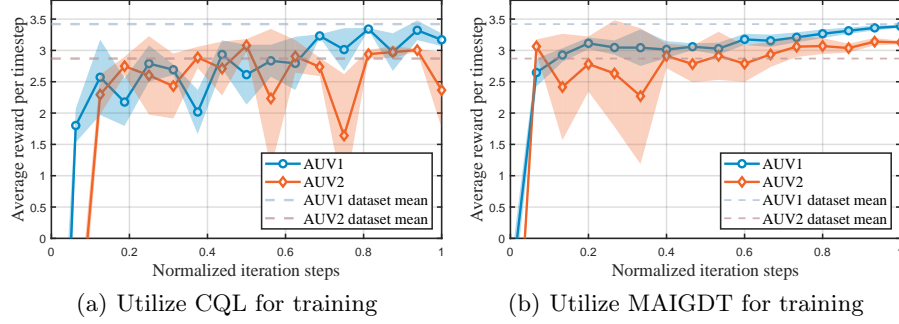 Average reward per timestep
4
3.5
3
2.5
2
1.5
3
0.5
0
0
0.2
0.4
0.6
0.8
1
Normalized iteration steps
AUV1
AUV2
AUV1 dataset mean
AUV2 dataset mean
(a) Utilize CQL for training
Average reward per timestep
3.5
3
2.5
2
1.5
3
0.5
0
0
0.2
0.4
0.6
0.8
1
Normalized iteration steps
AUV1
AUV2
AUV1 dataset mean
AUV2 dataset mean
(b) Utilize MAIGDT for training